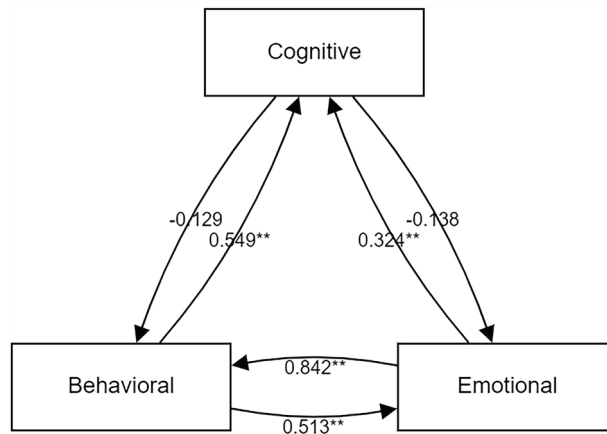 Cognitive
-0.129
-0.138
0.549**
0.324**
Behavioral
0.842**
Emotional
0.513**